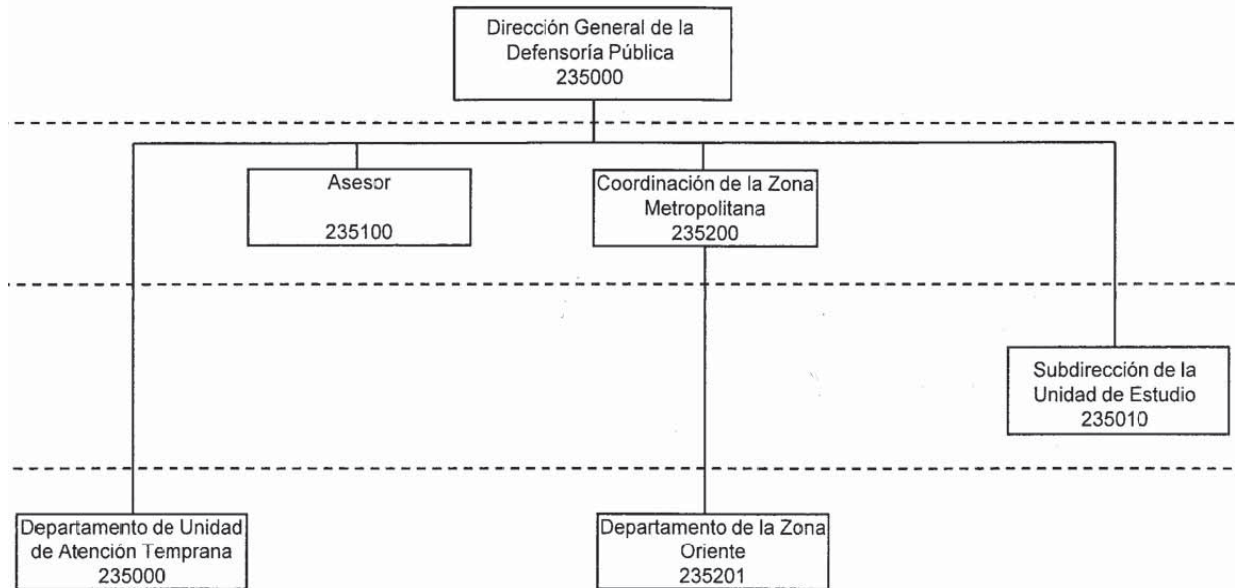 Dirección General de la
Defensoría Pública
235000
Asesor
235100
Coordinación de la Zona
Metropolitana
235200
Subdirección de la
Unidad de Estudio
235010
Departamento de Unidad
de Atención Temprana
235000
Departamento de la Zona
Oriente
235201